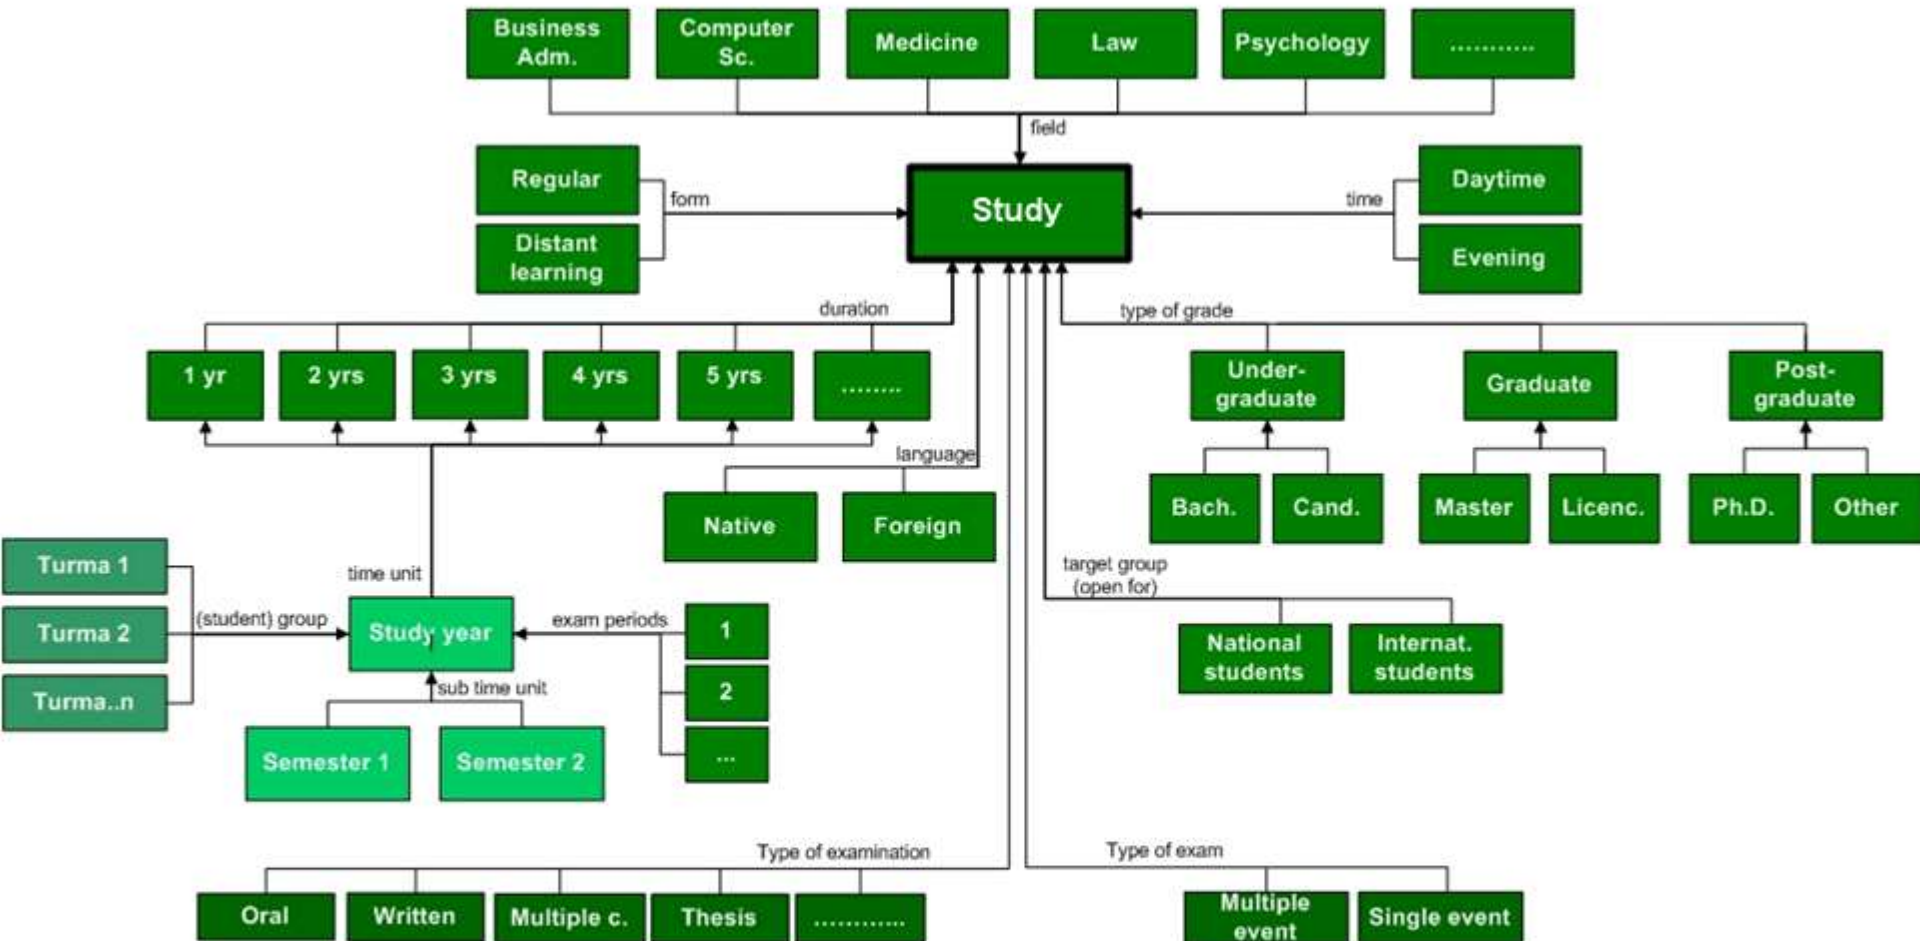 Business
Adm.
Computer
Sc.
Medicine
Law
Psychology
...........
field
Regular
Distant
learning
form
Study
time
Daytime
Evening
duration
1 yr
2 yrs
3 yrs
4 yrs
5 yrs
........
type of grade
Under-
graduate
Graduate
Post-
graduate
Bach.
Cand.
Master
Licenc.
Ph.D.
Other
language
Native
Foreign
target group
(open for)
National
students
Internat.
students
Turma 1
Turma 2
Turma..n
(student) group
time unit
Study year
exam periods
1
2
...
sub time unit
Semester 1
Semester 2
Type of examination
Oral
Written
Multiple c.
Thesis
............
Type of exam
Multiple
event
Single event